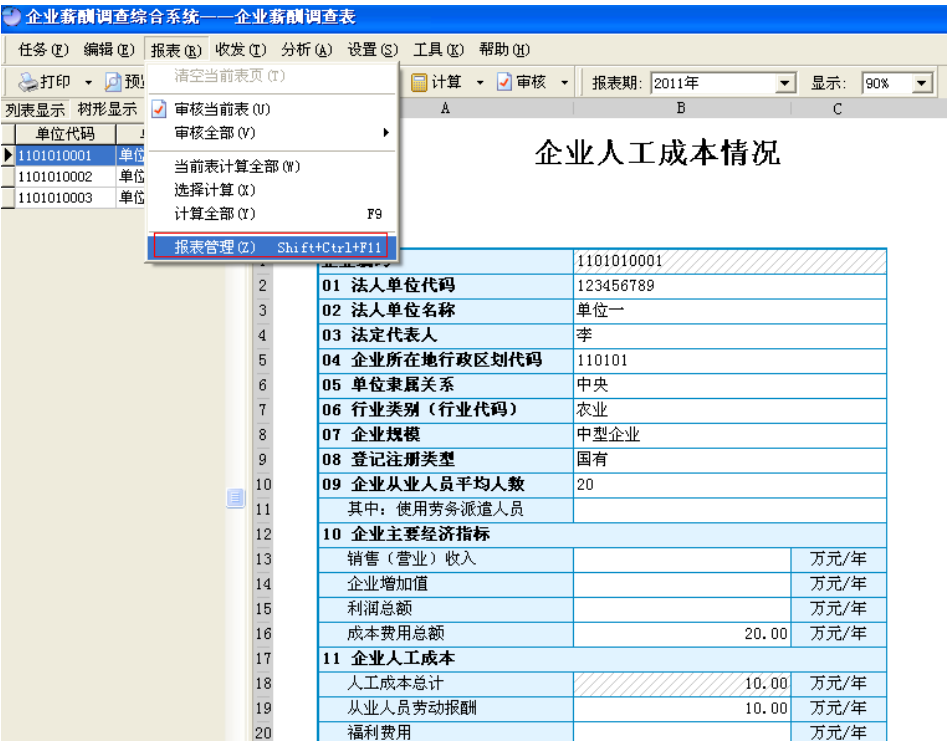 企业薪酬调查综合系统——企业薪酬调查表
任务(F) 编辑(E) 报表(R) 收发(T) 分析(A) 设置(S) 工具(K) 帮助(H)
打印 预 计算 审核 报表期: 2011年 显示: 90%
清空当前表页(T)
列表显示 树形显示
审核当前表(U)
A B C
单位代码
审核全部(V)
企业人工成本情况
1101010001 单位
当前表计算全部(W)
1101010002 单位
选择计算(X)
1101010003 单位
计算全部(Y) F9
报表管理(Z) Shift+Ctrl+F11
1101010001
2 01 法人单位代码 123456789
3 02 法人单位名称 单位一
4 03 法定代表人 李
5 04 企业所在地行政区划代码 110101
6 05 单位隶属关系 中央
7 06 行业类别（行业代码） 农业
8 07 企业规模 中型企业
9 08 登记注册类型 国有
10 09 企业从业人员平均人数 20
11 其中: 使用劳务派遣人员
12 10 企业主要经济指标
13 销售（营业）收入 万元/年
14 企业增加值 万元/年
15 利润总额 万元/年
16 成本费用总额 20.00 万元/年
17 11 企业人工成本
18 人工成本总计 10.00 万元/年
19 从业人员劳动报酬 10.00 万元/年
20 福利费用 万元/年